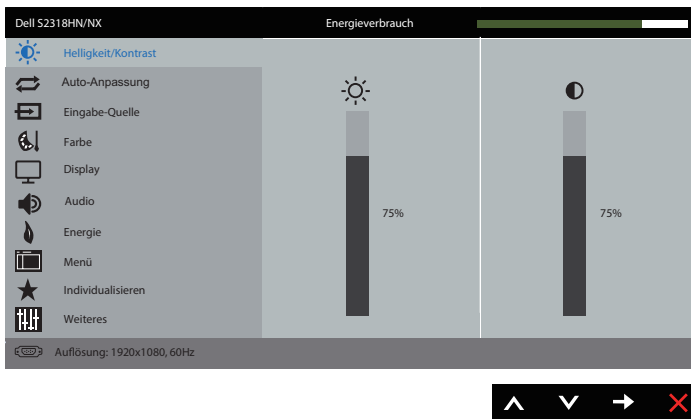 Dell S2318HN/NX
Energieverbrauch
Helligkeit/Kontrast
Auto-Anpassung
Eingabe-Quelle
Farbe
Display
Audio
Energie
Menü
Individualisieren
Weiteres
75%
75%
Auflösung: 1920x1080, 60Hz